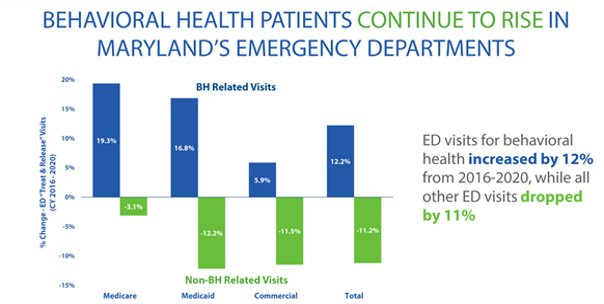 BEHAVIORAL HEALTH PATIENTS CONTINUE TO RISE IN
MARYLAND'S EMERGENCY DEPARTMENTS
% Change - ED "Treat & Release" Visits
(CY 2016 - 2020)
20%
15%
10%
5%
0%
-5%
-10%
-15%
BH Related Visits
19.3%
16.8%
5.9%
12.2%
-3.1%
-12.2%
-11.5%
-11.2%
Non-BH Related Visits
Medicare
Medicaid
Commercial
Total
ED visits for behavioral
health increased by 12%
from 2016-2020, while all
other ED visits dropped
by 11%